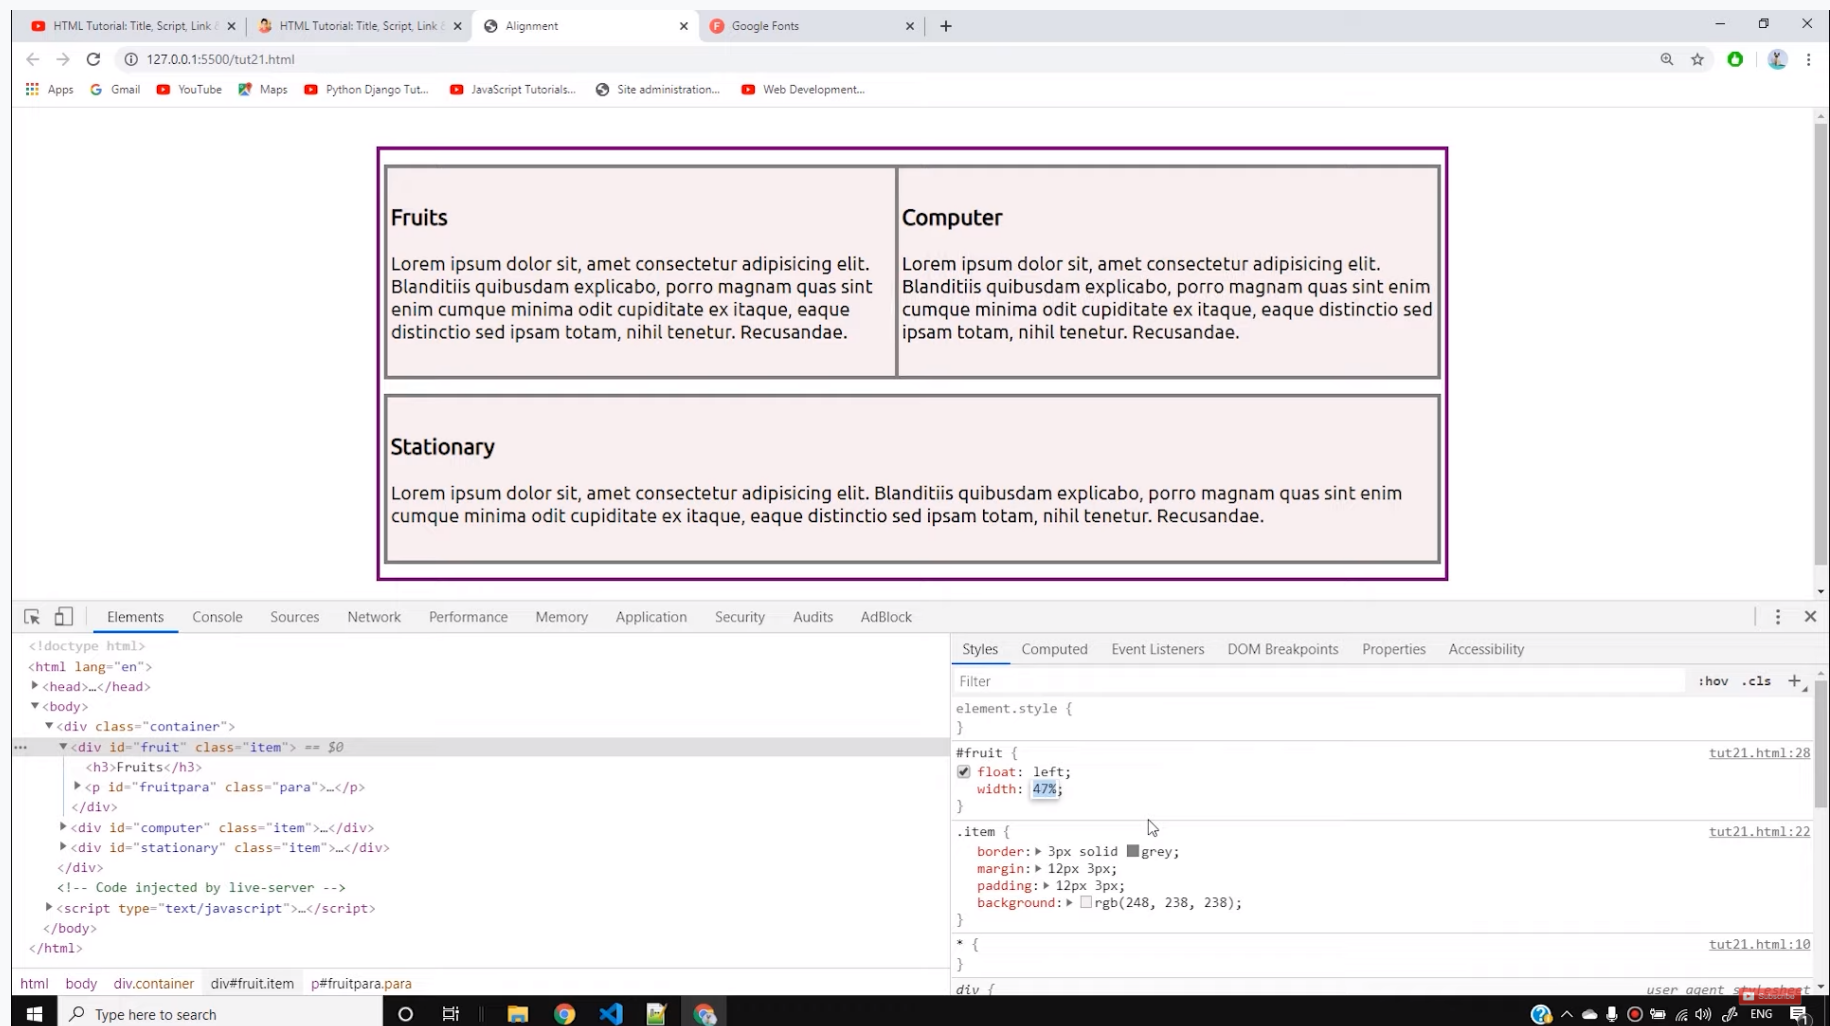 HTML Tutorial: Title, Script, Link &
HTML Tutorial: Title, Script, Link &
Alignment
Google Fonts
127.0.0.1:5500/tut21.html
Apps
Gmail
YouTube
Maps
Python Django Tut...
JavaScript Tutorials...
Site administration...
Web Development...
Fruits
Lorem ipsum dolor sit, amet consectetur adipisicing elit.
Blanditiis quibusdam explicabo, porro magnam quas sint
enim cumque minima odit cupiditate ex itaque, eaque
distinctio sed ipsam totam, nihil tenetur. Recusandae.
Computer
Lorem ipsum dolor sit, amet consectetur adipisicing elit.
Blanditiis quibusdam explicabo, porro magnam quas sint enim
cumque minima odit cupiditate ex itaque, eaque distinctio sed
ipsam totam, nihil tenetur. Recusandae.
Stationary
Lorem ipsum dolor sit, amet consectetur adipisicing elit. Blanditiis quibusdam explicabo, porro magnam quas sint enim
cumque minima odit cupiditate ex itaque, eaque distinctio sed ipsam totam, nihil tenetur. Recusandae.
Elements
Console
Sources
Network
Performance
Memory
Application
Security
Audits
AdBlock
<!doctype html>
<html lang="en">
<head>…</head>
<body>
<div class="container">
<div id="fruit" class="item"> == $0
<h3>Fruits</h3>
<p id="fruitpara" class="para">…</p>
</div>
<div id="computer" class="item">…</div>
<div id="stationary" class="item">…</div>
</div>
<!-- Code injected by live-server -->
<script type="text/javascript">…</script>
</body>
</html>
html
body
div.container
div#fruit.item
p#fruitpara.para
Styles
Computed
Event Listeners
DOM Breakpoints
Properties
Accessibility
Filter
:hov
.cls
element.style {
}
#fruit {
tut21.html:28
float: left;
width: 47%;
}
.item {
tut21.html:22
border: 3px solid grey;
margin: 12px 3px;
padding: 12px 3px;
background: rgb(248, 238, 238);
}
* {
tut21.html:10
}
div {
user agent stylesheet
Subscribe
Type here to search
ENG